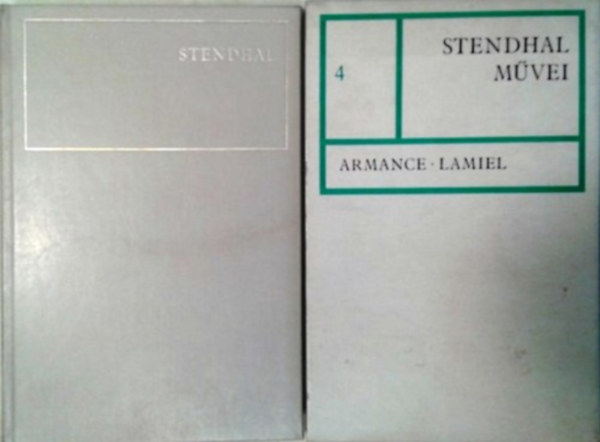 STENDHAL
4
STENDHAL
MŰVEI
ARMANCE · LAMIEL